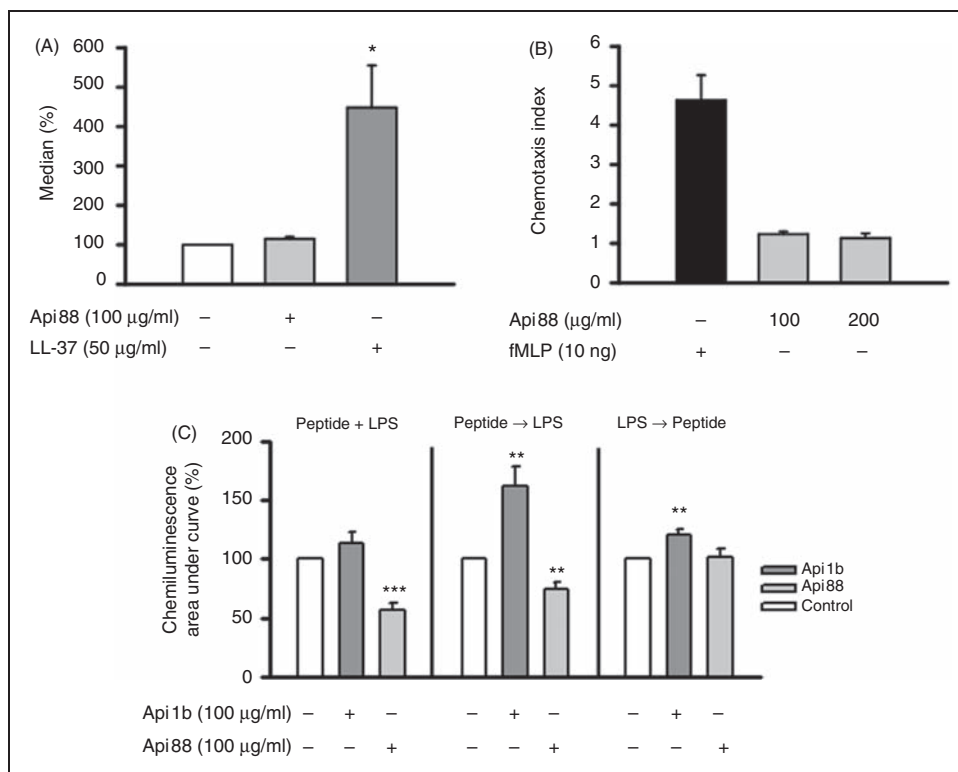 (A)
600
500
400
300
200
100
0
Median (%)
*
Api88 (100 μg/ml) – + –
LL-37 (50 μg/ml) – – +
(B)
6
5
4
3
2
1
0
Chemotaxis index
Api88 (μg/ml) – 100 200
fMLP (10 ng) + – –
(C)
Peptide + LPS Peptide → LPS LPS → Peptide
200
150
100
50
0
Chemiluminescence
area under curve (%)
***
**
**
**
Api1b
Api88
Control
Api1b (100 μg/ml) – + – – + – – + –
Api88 (100 μg/ml) – – + – – + – – +